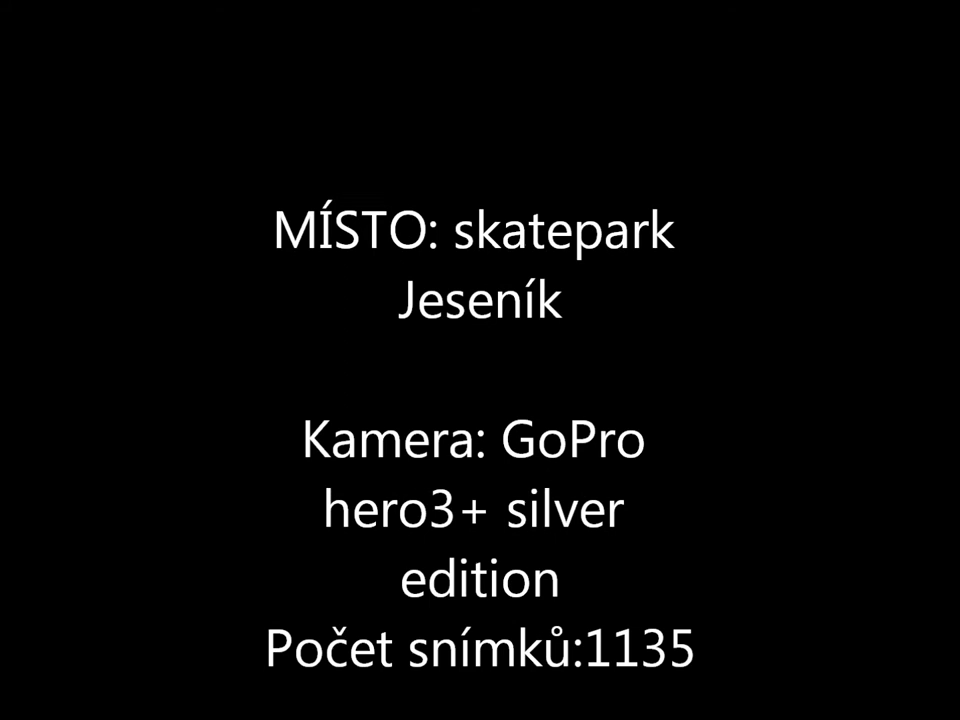 MÍSTO: skatepark
Jeseník
Kamera: GoPro
hero3+ silver
edition
Počet snímků:1135